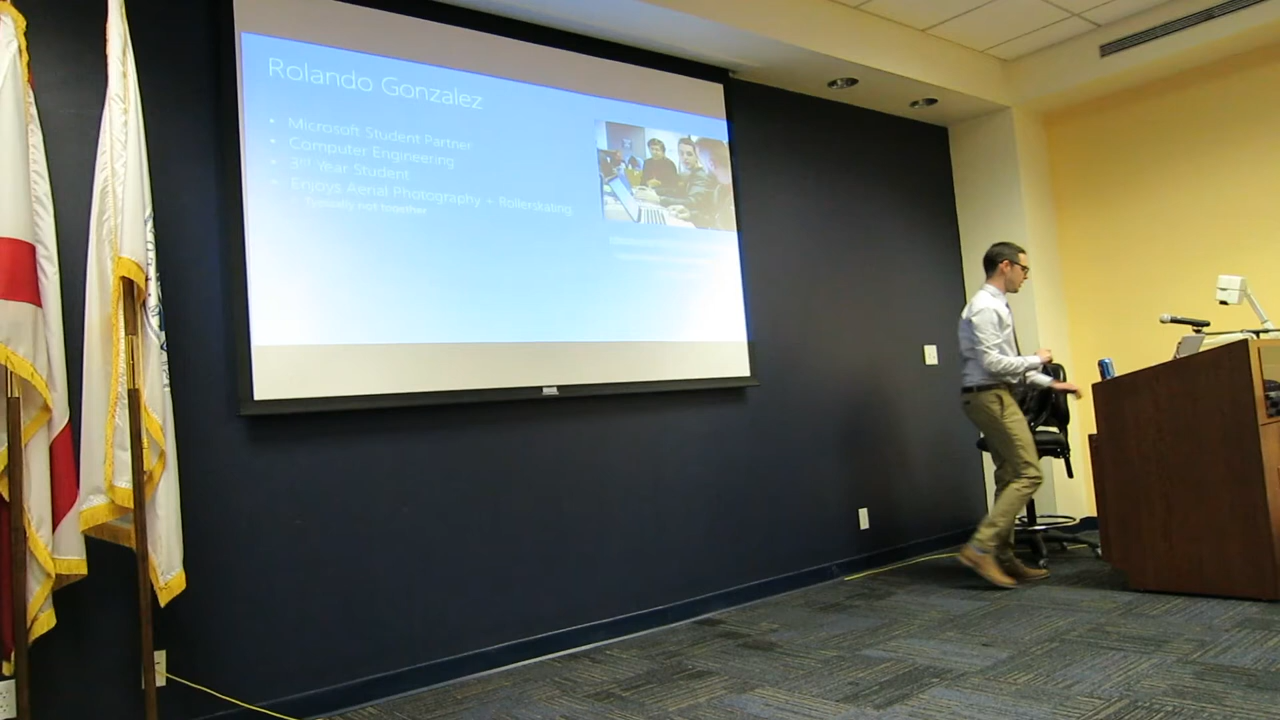 Rolando Gonzalez
• Microsoft Student Partner
• Computer Engineering
• 3rd Year Student
• Enjoys Aerial Photography + Rollerskating
• Typically not together